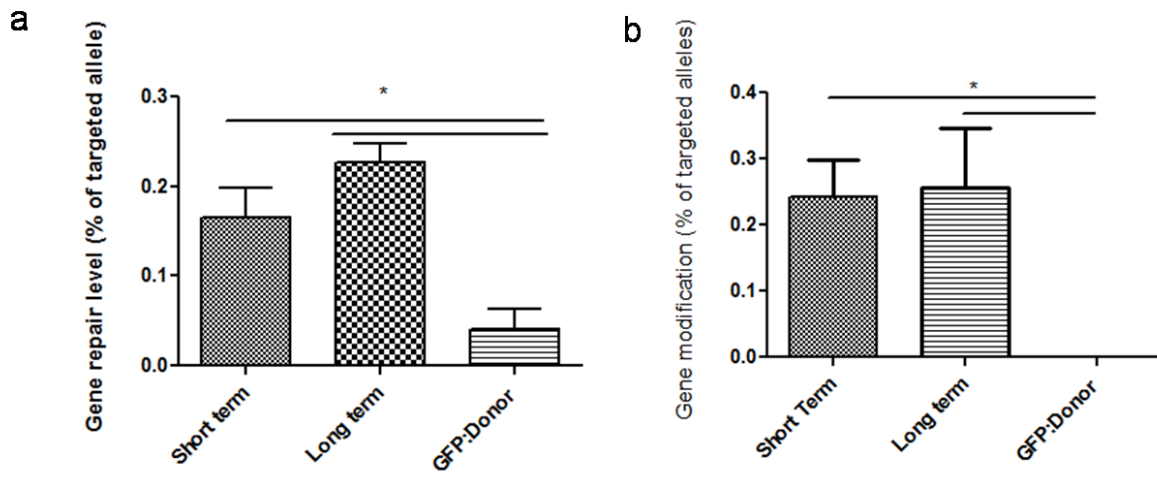 a
Gene repair level (% of targeted allele)
0.3
0.2
0.1
0.0
*
Short term
Long term
GFP:Donor
b
Gene modification (% of targeted alleles)
0.4
0.3
0.2
0.1
0.0
*
Short Term
Long term
GFP:Donor